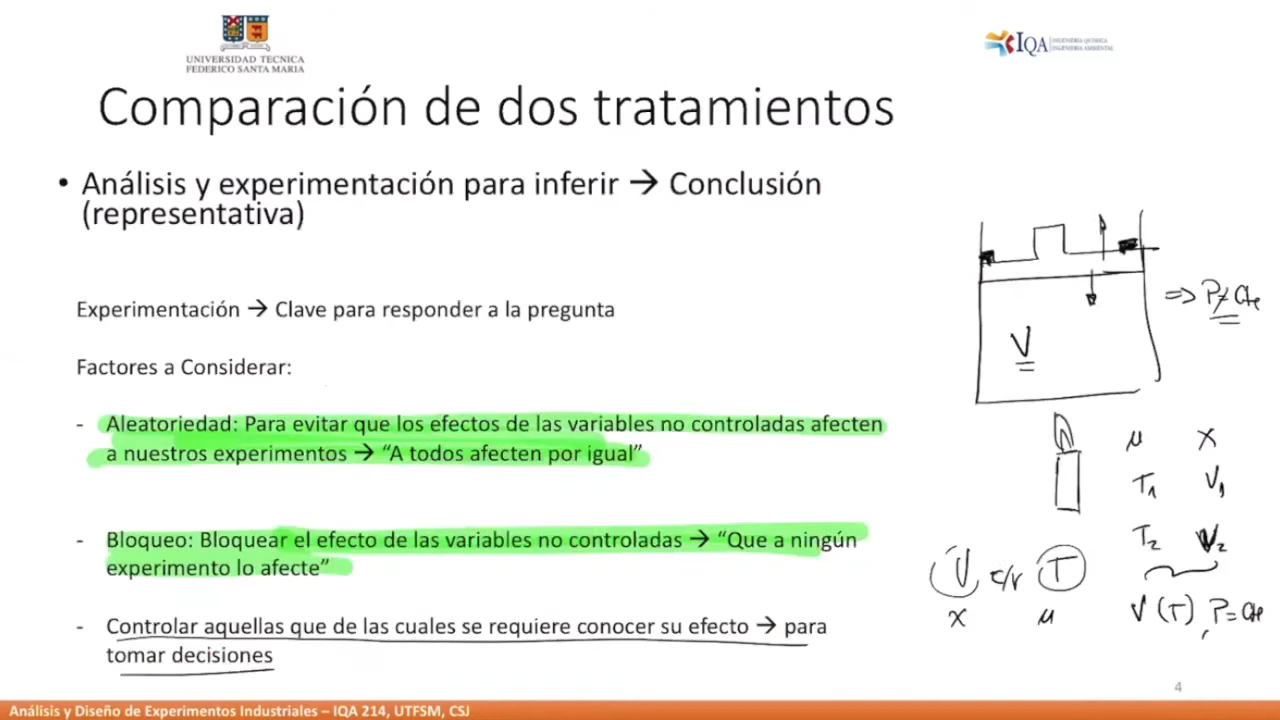 UNIVERSIDAD TECNICA
FEDERICO SANTA MARIA
IQA
INGENIERÍA QUÍMICA
INGENIERÍA AMBIENTAL
Comparación de dos tratamientos
• Análisis y experimentación para inferir → Conclusión
(representativa)
Experimentación → Clave para responder a la pregunta
Factores a Considerar:
- Aleatoriedad: Para evitar que los efectos de las variables no controladas afecten
a nuestros experimentos → “A todos afecten por igual”
- Bloqueo: Bloquear el efecto de las variables no controladas → “Que a ningún
experimento lo afecte”
- Controlar aquellas que de las cuales se requiere conocer su efecto → para
tomar decisiones
V
=> P≠Cte
μ X
T1 V1
T2 V2
V c/r T
x μ
V (T), P=Cte
4
Análisis y Diseño de Experimentos Industriales – IQA 214, UTFSM, CSJ